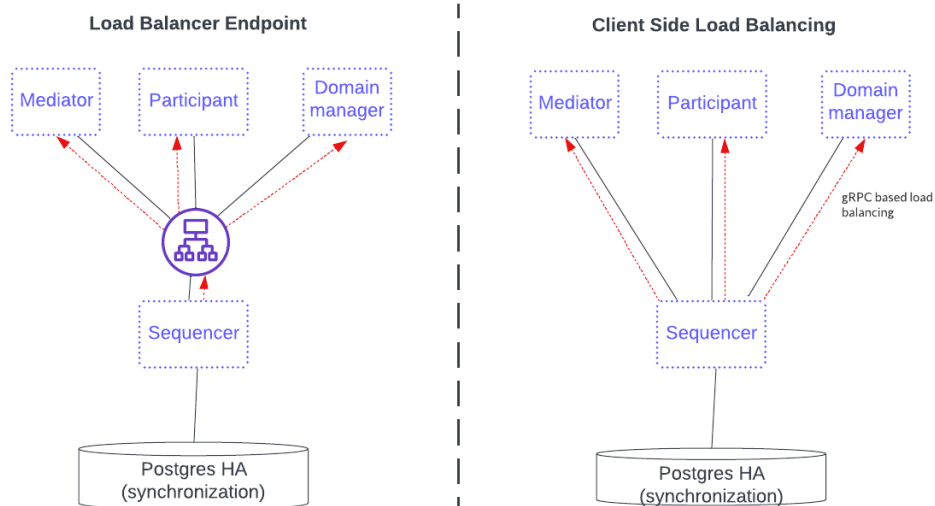 Load Balancer Endpoint
Mediator
Participant
Domain
manager
Sequencer
Postgres HA
(synchronization)
Client Side Load Balancing
Mediator
Participant
Domain
manager
gRPC based load
balancing
Sequencer
Postgres HA
(synchronization)